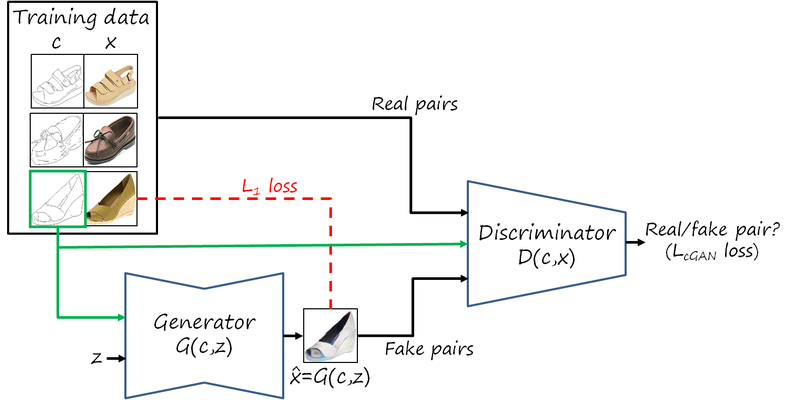 Training data
c x
Real pairs
L₁ loss
Discriminator
D(c,x)
Real/fake pair?
(LcGAN loss)
Generator
G(c,z)
z
Fake pairs
x̂=G(c,z)